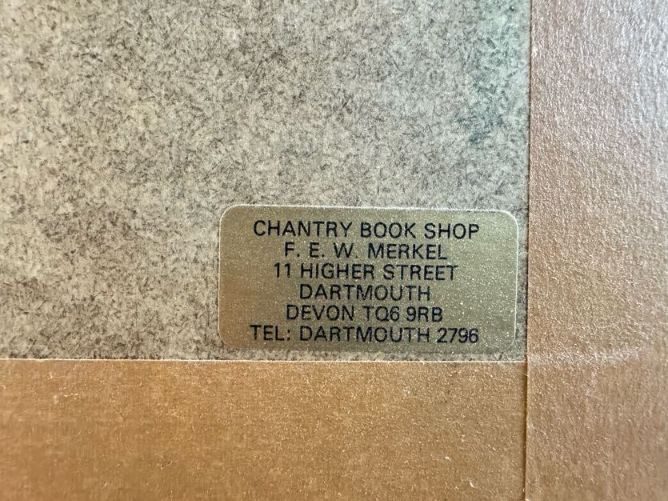 CHANTRY BOOK SHOP
F. E. W. MERKEL
11 HIGHER STREET
DARTMOUTH
DEVON TQ6 9RB
TEL: DARTMOUTH 2796